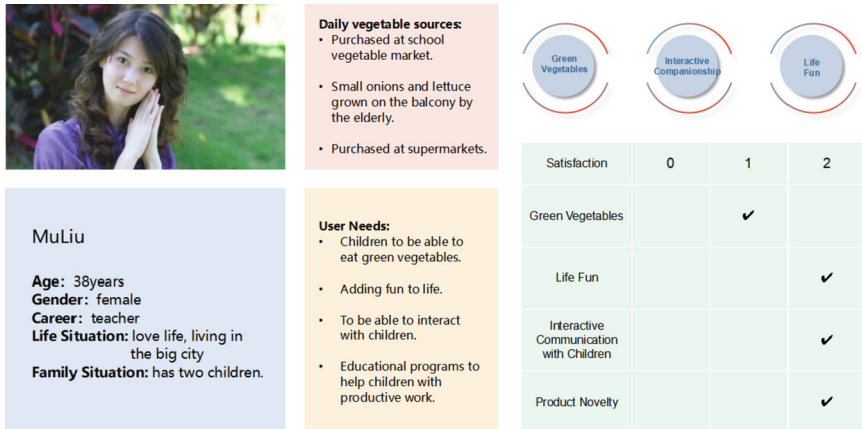 MuLiu
Age: 38years
Gender: female
Career: teacher
Life Situation: love life, living in
the big city
Family Situation: has two children.
Daily vegetable sources:
• Purchased at school
vegetable market.
• Small onions and lettuce
grown on the balcony by
the elderly.
• Purchased at supermarkets.
User Needs:
• Children to be able to
eat green vegetables.
• Adding fun to life.
• To be able to interact
with children.
• Educational programs to
help children with
productive work.
Green
Vegetables
Interactive
Companionship
Life
Fun
Satisfaction 0 1 2
Green Vegetables ✔
Life Fun ✔
Interactive
Communication ✔
with Children
Product Novelty ✔